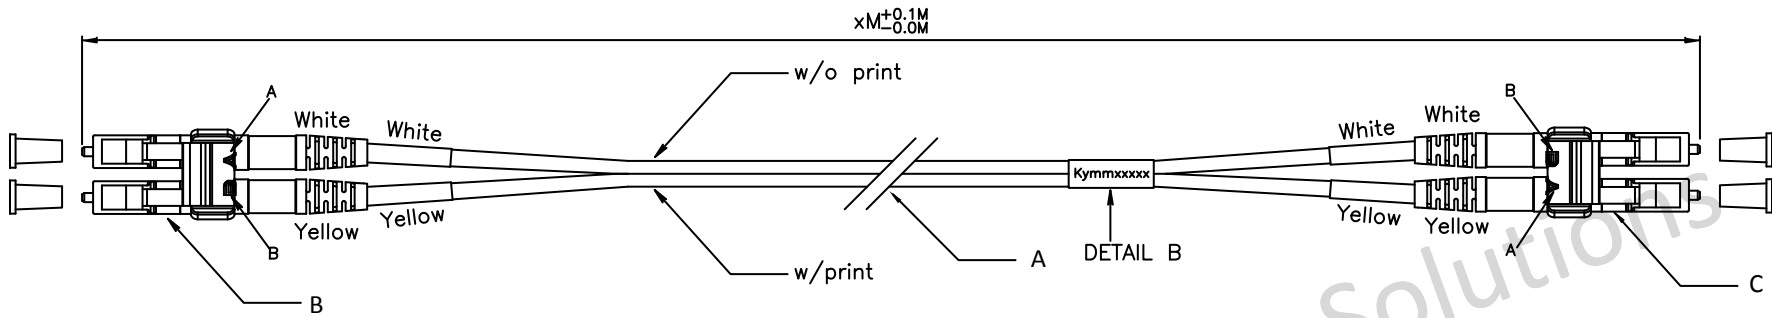 xM+0.1M
-0.0M
w/o print
A
B
White
White
White
White
Kymmxxxxx
Yellow
Yellow
Yellow
Yellow
B
A
w/print
A
DETAIL B
B
C
Solutions